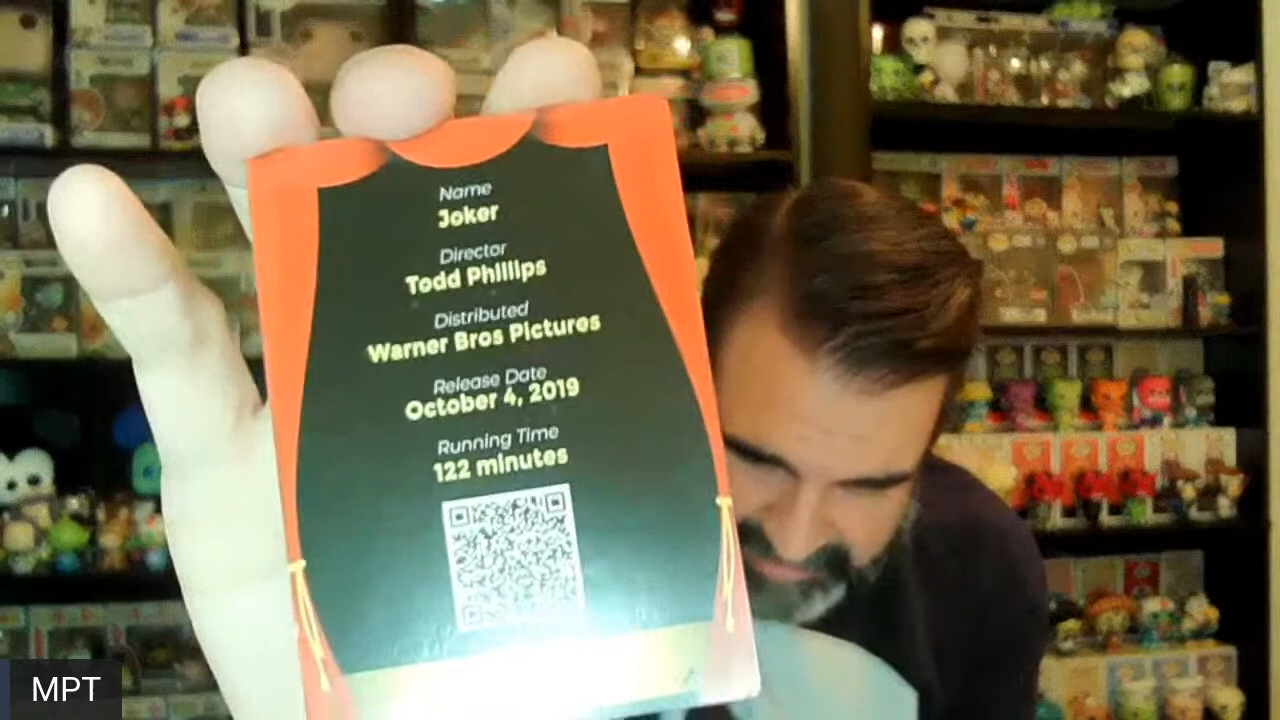 Name
Joker
Director
Todd Phillips
Distributed
Warner Bros Pictures
Release Date
October 4, 2019
Running Time
122 minutes
MPT